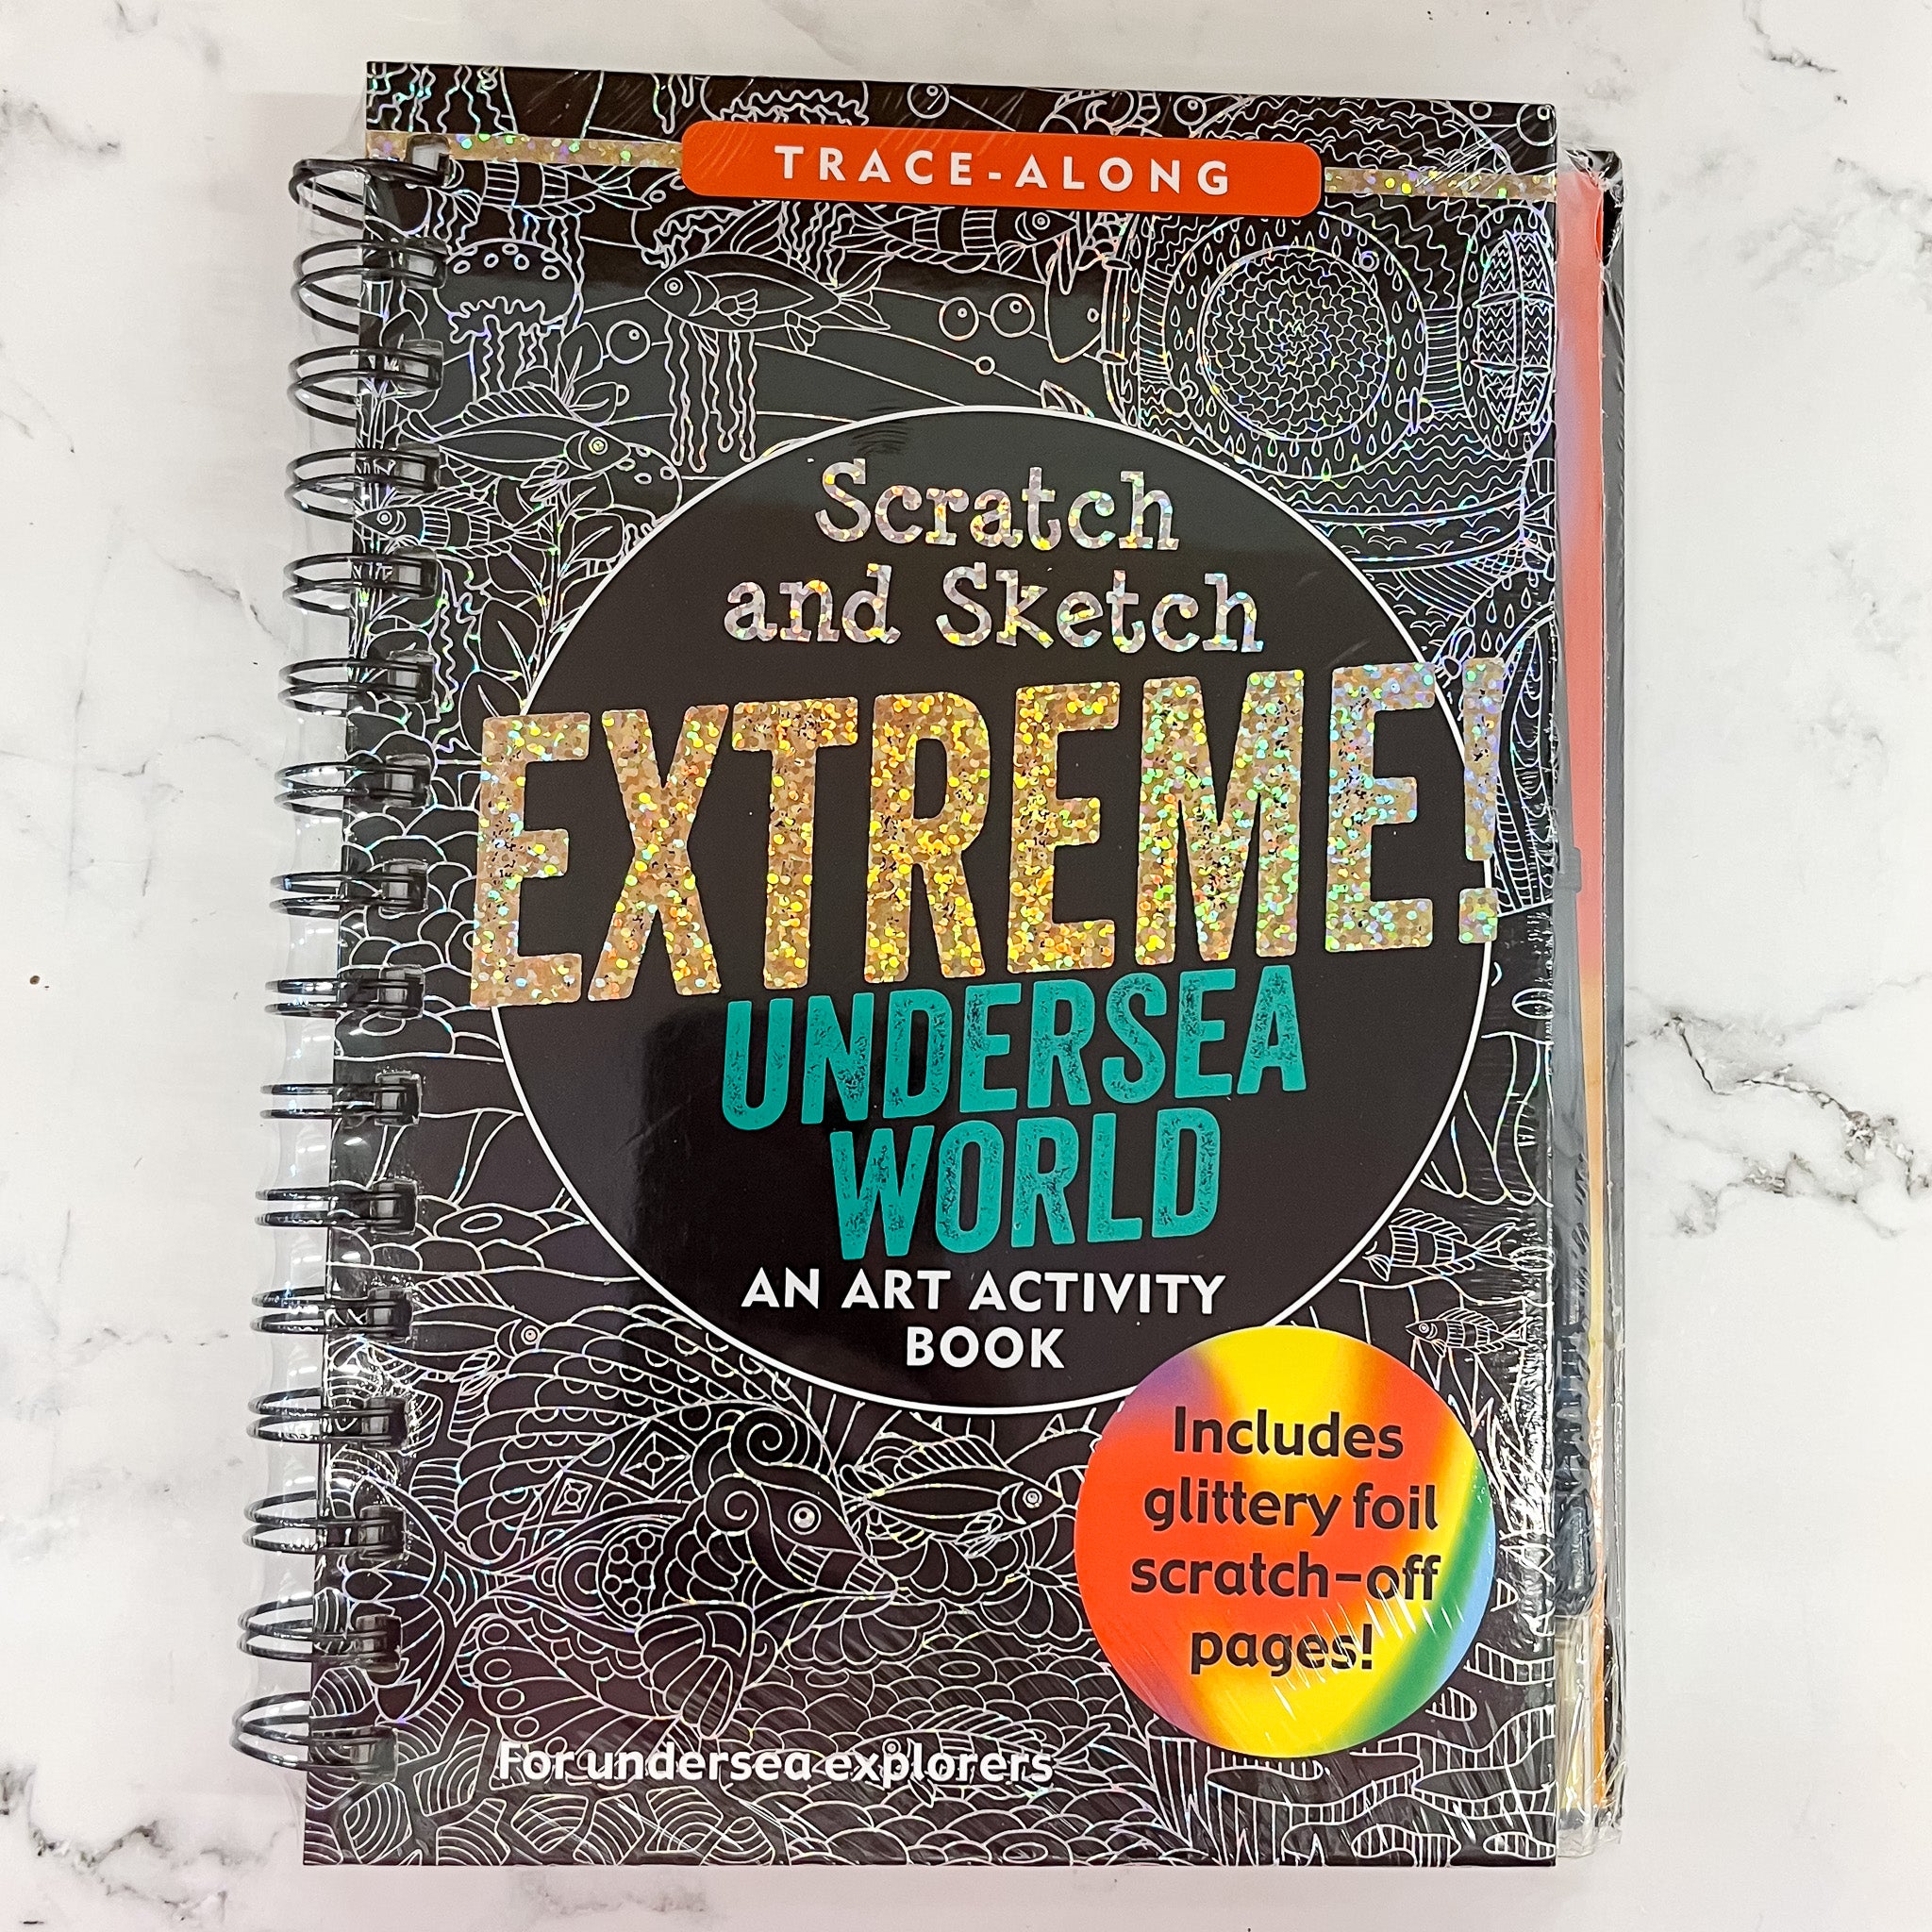 TRACE-ALONG
Scratch
and Sketch
EXTREME!
UNDERSEA
WORLD
AN ART ACTIVITY
BOOK
Includes
glittery foil
scratch-off
pages!
For undersea explorers